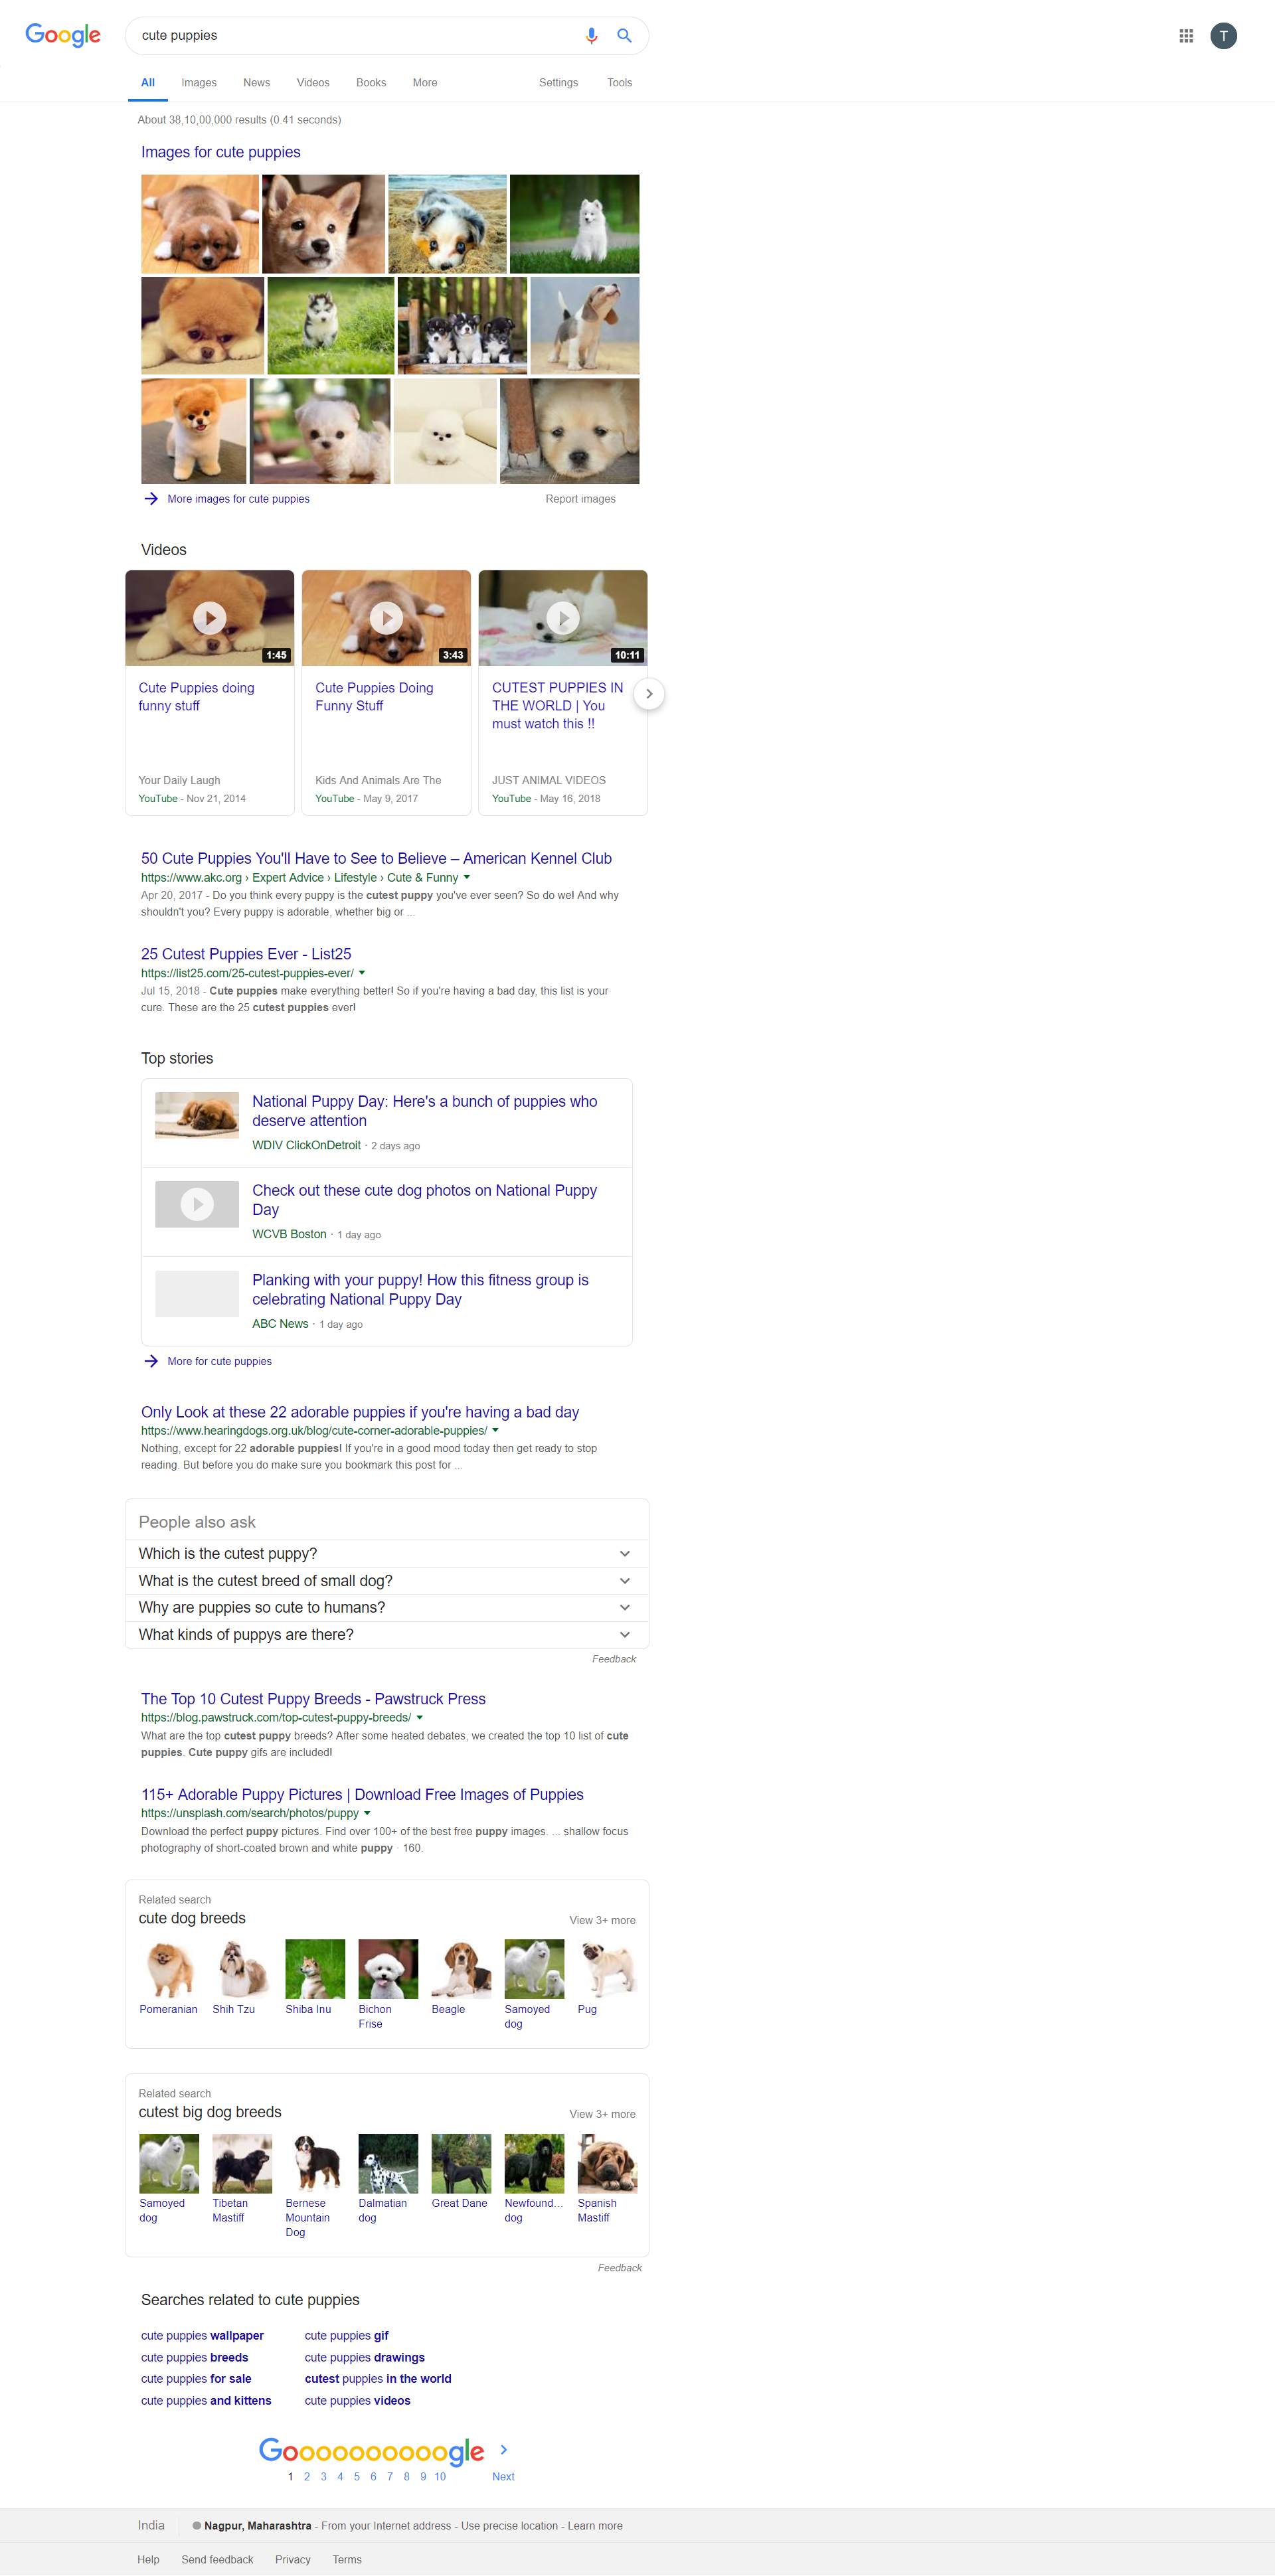 Google
cute puppies
T
All Images News Videos Books More Settings Tools
About 38,10,00,000 results (0.41 seconds)
Images for cute puppies
More images for cute puppies
Report images
Videos
1:45
3:43
10:11
Cute Puppies doing
funny stuff
Your Daily Laugh
YouTube - Nov 21, 2014
Cute Puppies Doing
Funny Stuff
Kids And Animals Are The
YouTube - May 9, 2017
CUTEST PUPPIES IN
THE WORLD | You
must watch this !!
JUST ANIMAL VIDEOS
YouTube - May 16, 2018
50 Cute Puppies You'll Have to See to Believe – American Kennel Club
https://www.akc.org › Expert Advice › Lifestyle › Cute & Funny
Apr 20, 2017 - Do you think every puppy is the cutest puppy you've ever seen? So do we! And why
shouldn't you? Every puppy is adorable, whether big or ...
25 Cutest Puppies Ever - List25
https://list25.com/25-cutest-puppies-ever/
Jul 15, 2018 - Cute puppies make everything better! So if you're having a bad day, this list is your
cure. These are the 25 cutest puppies ever!
Top stories
National Puppy Day: Here's a bunch of puppies who
deserve attention
WDIV ClickOnDetroit · 2 days ago
Check out these cute dog photos on National Puppy
Day
WCVB Boston · 1 day ago
Planking with your puppy! How this fitness group is
celebrating National Puppy Day
ABC News · 1 day ago
More for cute puppies
Only Look at these 22 adorable puppies if you're having a bad day
https://www.hearingdogs.org.uk/blog/cute-corner-adorable-puppies/
Nothing, except for 22 adorable puppies! If you're in a good mood today then get ready to stop
reading. But before you do make sure you bookmark this post for ...
People also ask
Which is the cutest puppy?
What is the cutest breed of small dog?
Why are puppies so cute to humans?
What kinds of puppys are there?
Feedback
The Top 10 Cutest Puppy Breeds - Pawstruck Press
https://blog.pawstruck.com/top-cutest-puppy-breeds/
What are the top cutest puppy breeds? After some heated debates, we created the top 10 list of cute
puppies. Cute puppy gifs are included!
115+ Adorable Puppy Pictures | Download Free Images of Puppies
https://unsplash.com/search/photos/puppy
Download the perfect puppy pictures. Find over 100+ of the best free puppy images. ... shallow focus
photography of short-coated brown and white puppy · 160.
Related search
cute dog breeds
View 3+ more
Pomeranian
Shih Tzu
Shiba Inu
Bichon
Frise
Beagle
Samoyed
dog
Pug
Related search
cutest big dog breeds
View 3+ more
Samoyed
dog
Tibetan
Mastiff
Bernese
Mountain
Dog
Dalmatian
dog
Great Dane
Newfound...
dog
Spanish
Mastiff
Feedback
Searches related to cute puppies
cute puppies wallpaper
cute puppies breeds
cute puppies for sale
cute puppies and kittens
cute puppies gif
cute puppies drawings
cutest puppies in the world
cute puppies videos
Goooooooooogle
1 2 3 4 5 6 7 8 9 10 Next
India Nagpur, Maharashtra - From your Internet address - Use precise location - Learn more
Help Send feedback Privacy Terms